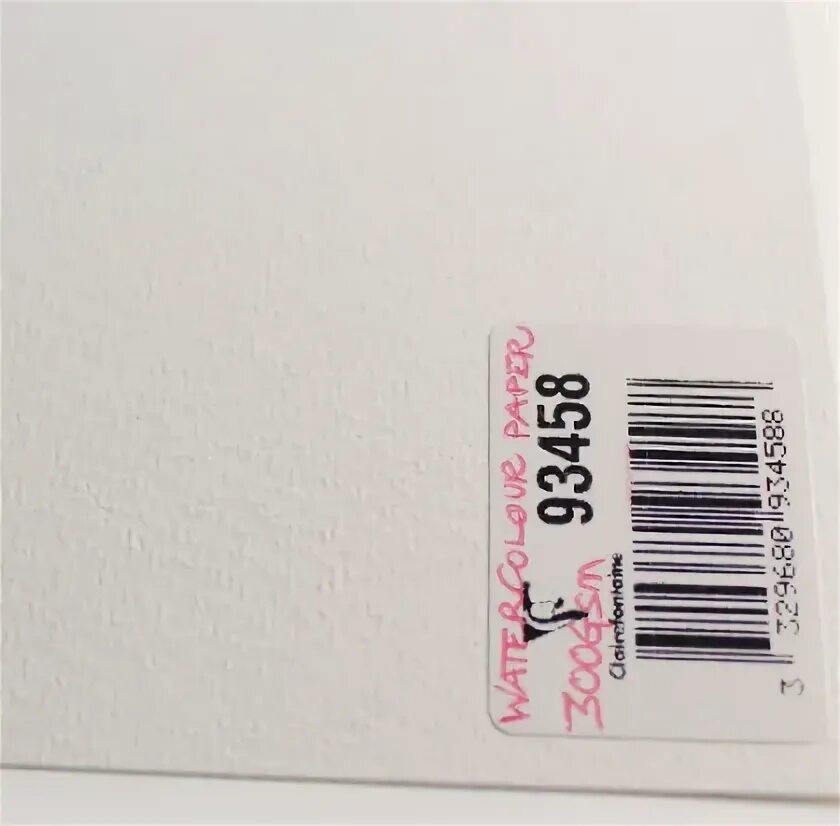 WATERCOLOUR PAPER
93458
300gsm
Clairefontaine
3 329680 934588